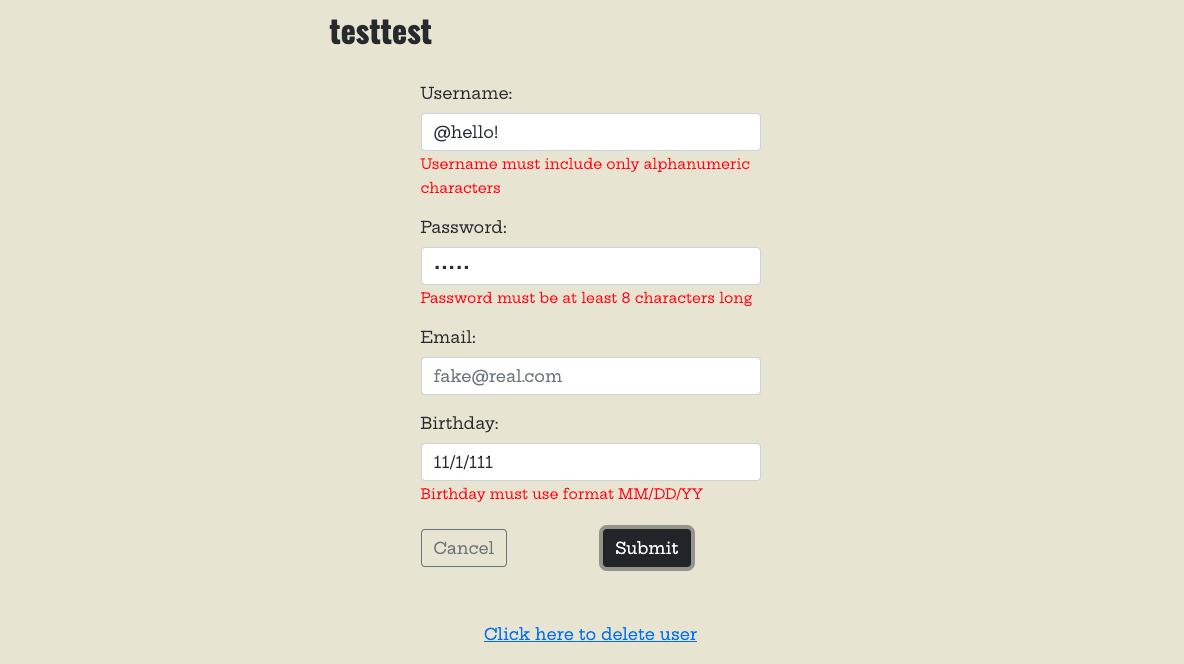 testtest
Username:
@hello!
Username must include only alphanumeric
characters
Password:
•••••
Password must be at least 8 characters long
Email:
fake@real.com
Birthday:
11/1/111
Birthday must use format MM/DD/YY
Cancel
Submit
Click here to delete user